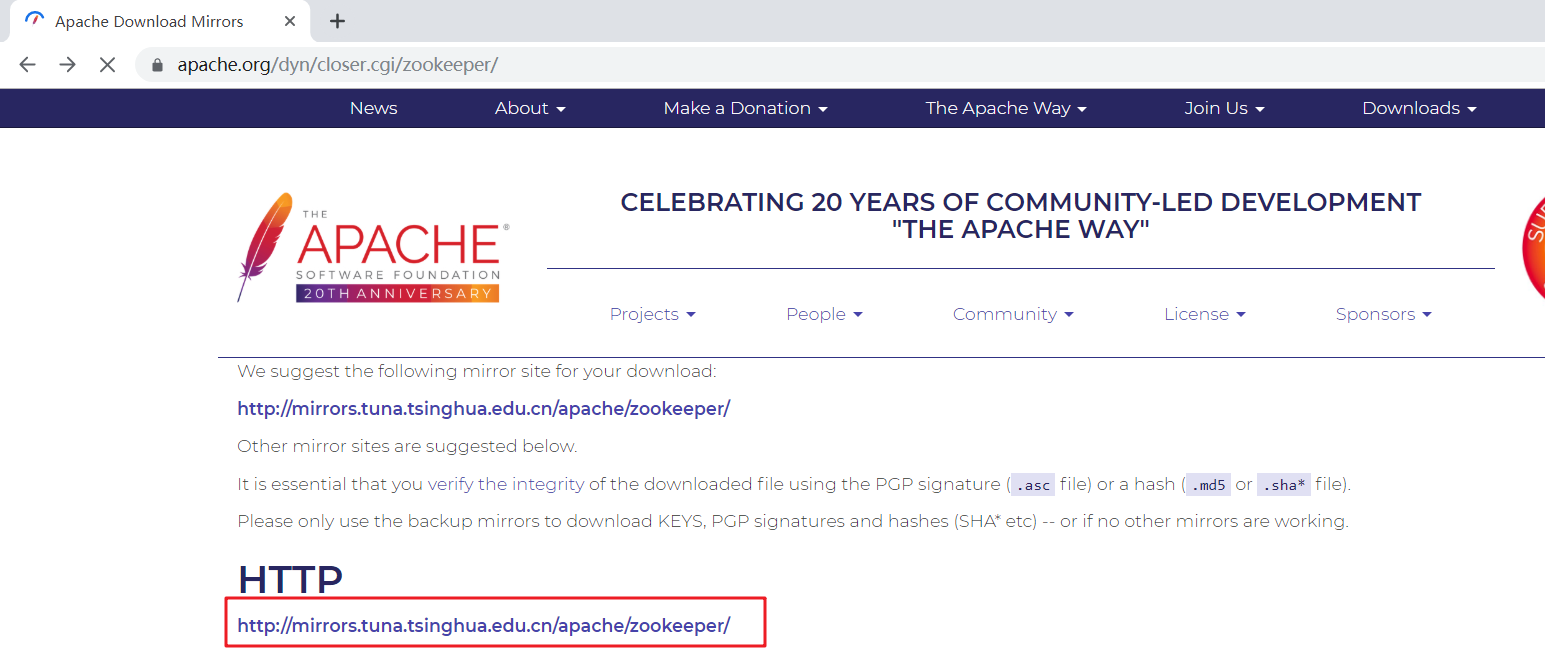 Apache Download Mirrors
apache.org/dyn/closer.cgi/zookeeper/
News About Make a Donation The Apache Way Join Us Downloads
THE
APACHE®
SOFTWARE FOUNDATION
20TH ANNIVERSARY
CELEBRATING 20 YEARS OF COMMUNITY-LED DEVELOPMENT
"THE APACHE WAY"
Projects People Community License Sponsors
We suggest the following mirror site for your download:
http://mirrors.tuna.tsinghua.edu.cn/apache/zookeeper/
Other mirror sites are suggested below.
It is essential that you verify the integrity of the downloaded file using the PGP signature ( .asc file) or a hash ( .md5 or .sha* file).
Please only use the backup mirrors to download KEYS, PGP signatures and hashes (SHA* etc) -- or if no other mirrors are working.
HTTP
http://mirrors.tuna.tsinghua.edu.cn/apache/zookeeper/